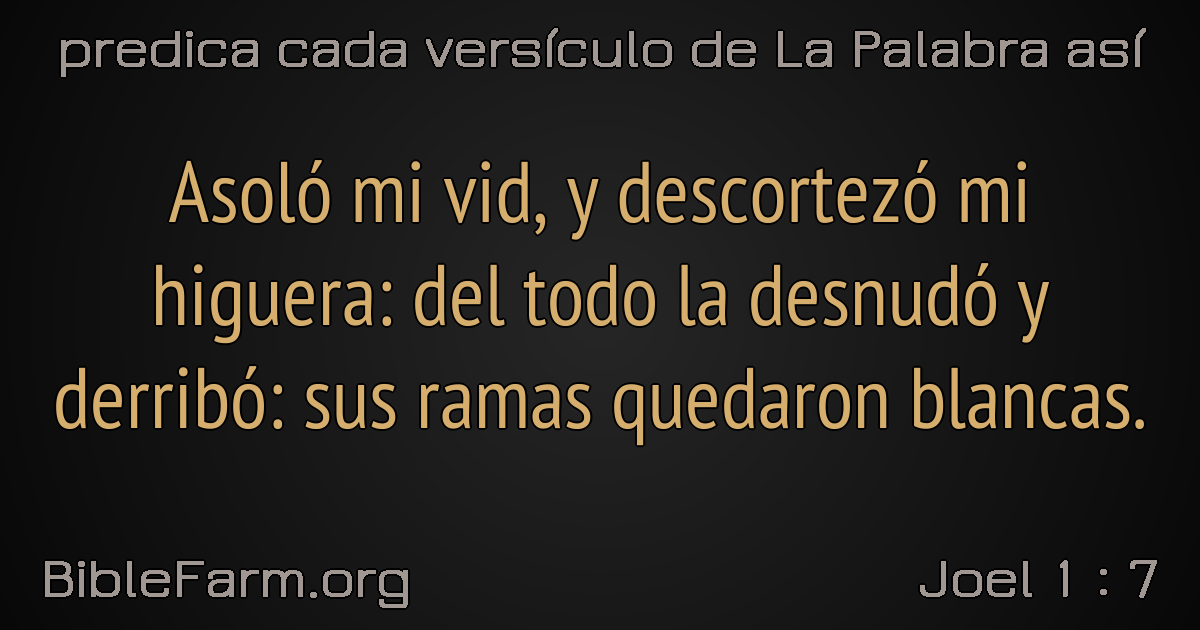 predica cada versículo de La Palabra así
Asoló mi vid, y descortezó mi
higuera: del todo la desnudó y
derribó: sus ramas quedaron blancas.
BibleFarm.org
Joel 1 : 7